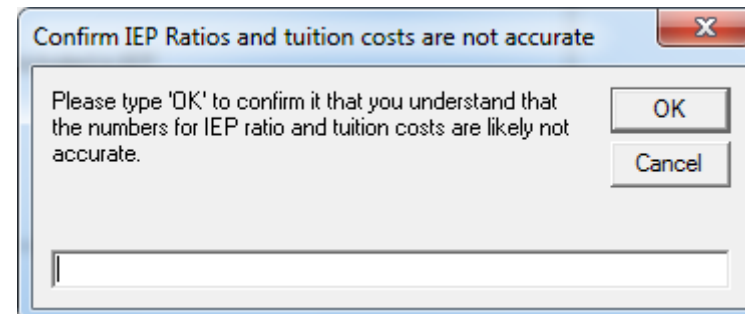 Confirm IEP Ratios and tuition costs are not accurate
Please type 'OK' to confirm it that you understand that
the numbers for IEP ratio and tuition costs are likely not
accurate.
OK
Cancel